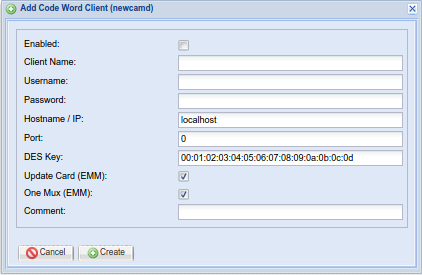 Add Code Word Client (newcamd)
Enabled:
Client Name:
Username:
Password:
Hostname / IP: localhost
Port: 0
DES Key: 00:01:02:03:04:05:06:07:08:09:0a:0b:0c:0d
Update Card (EMM):
One Mux (EMM):
Comment:
Cancel Create